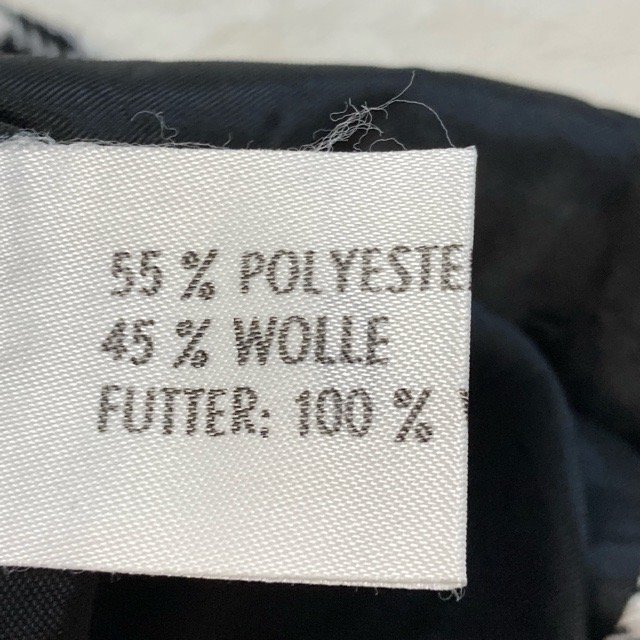 55 % POLYESTE
45 % WOLLE
FUTTER: 100 %